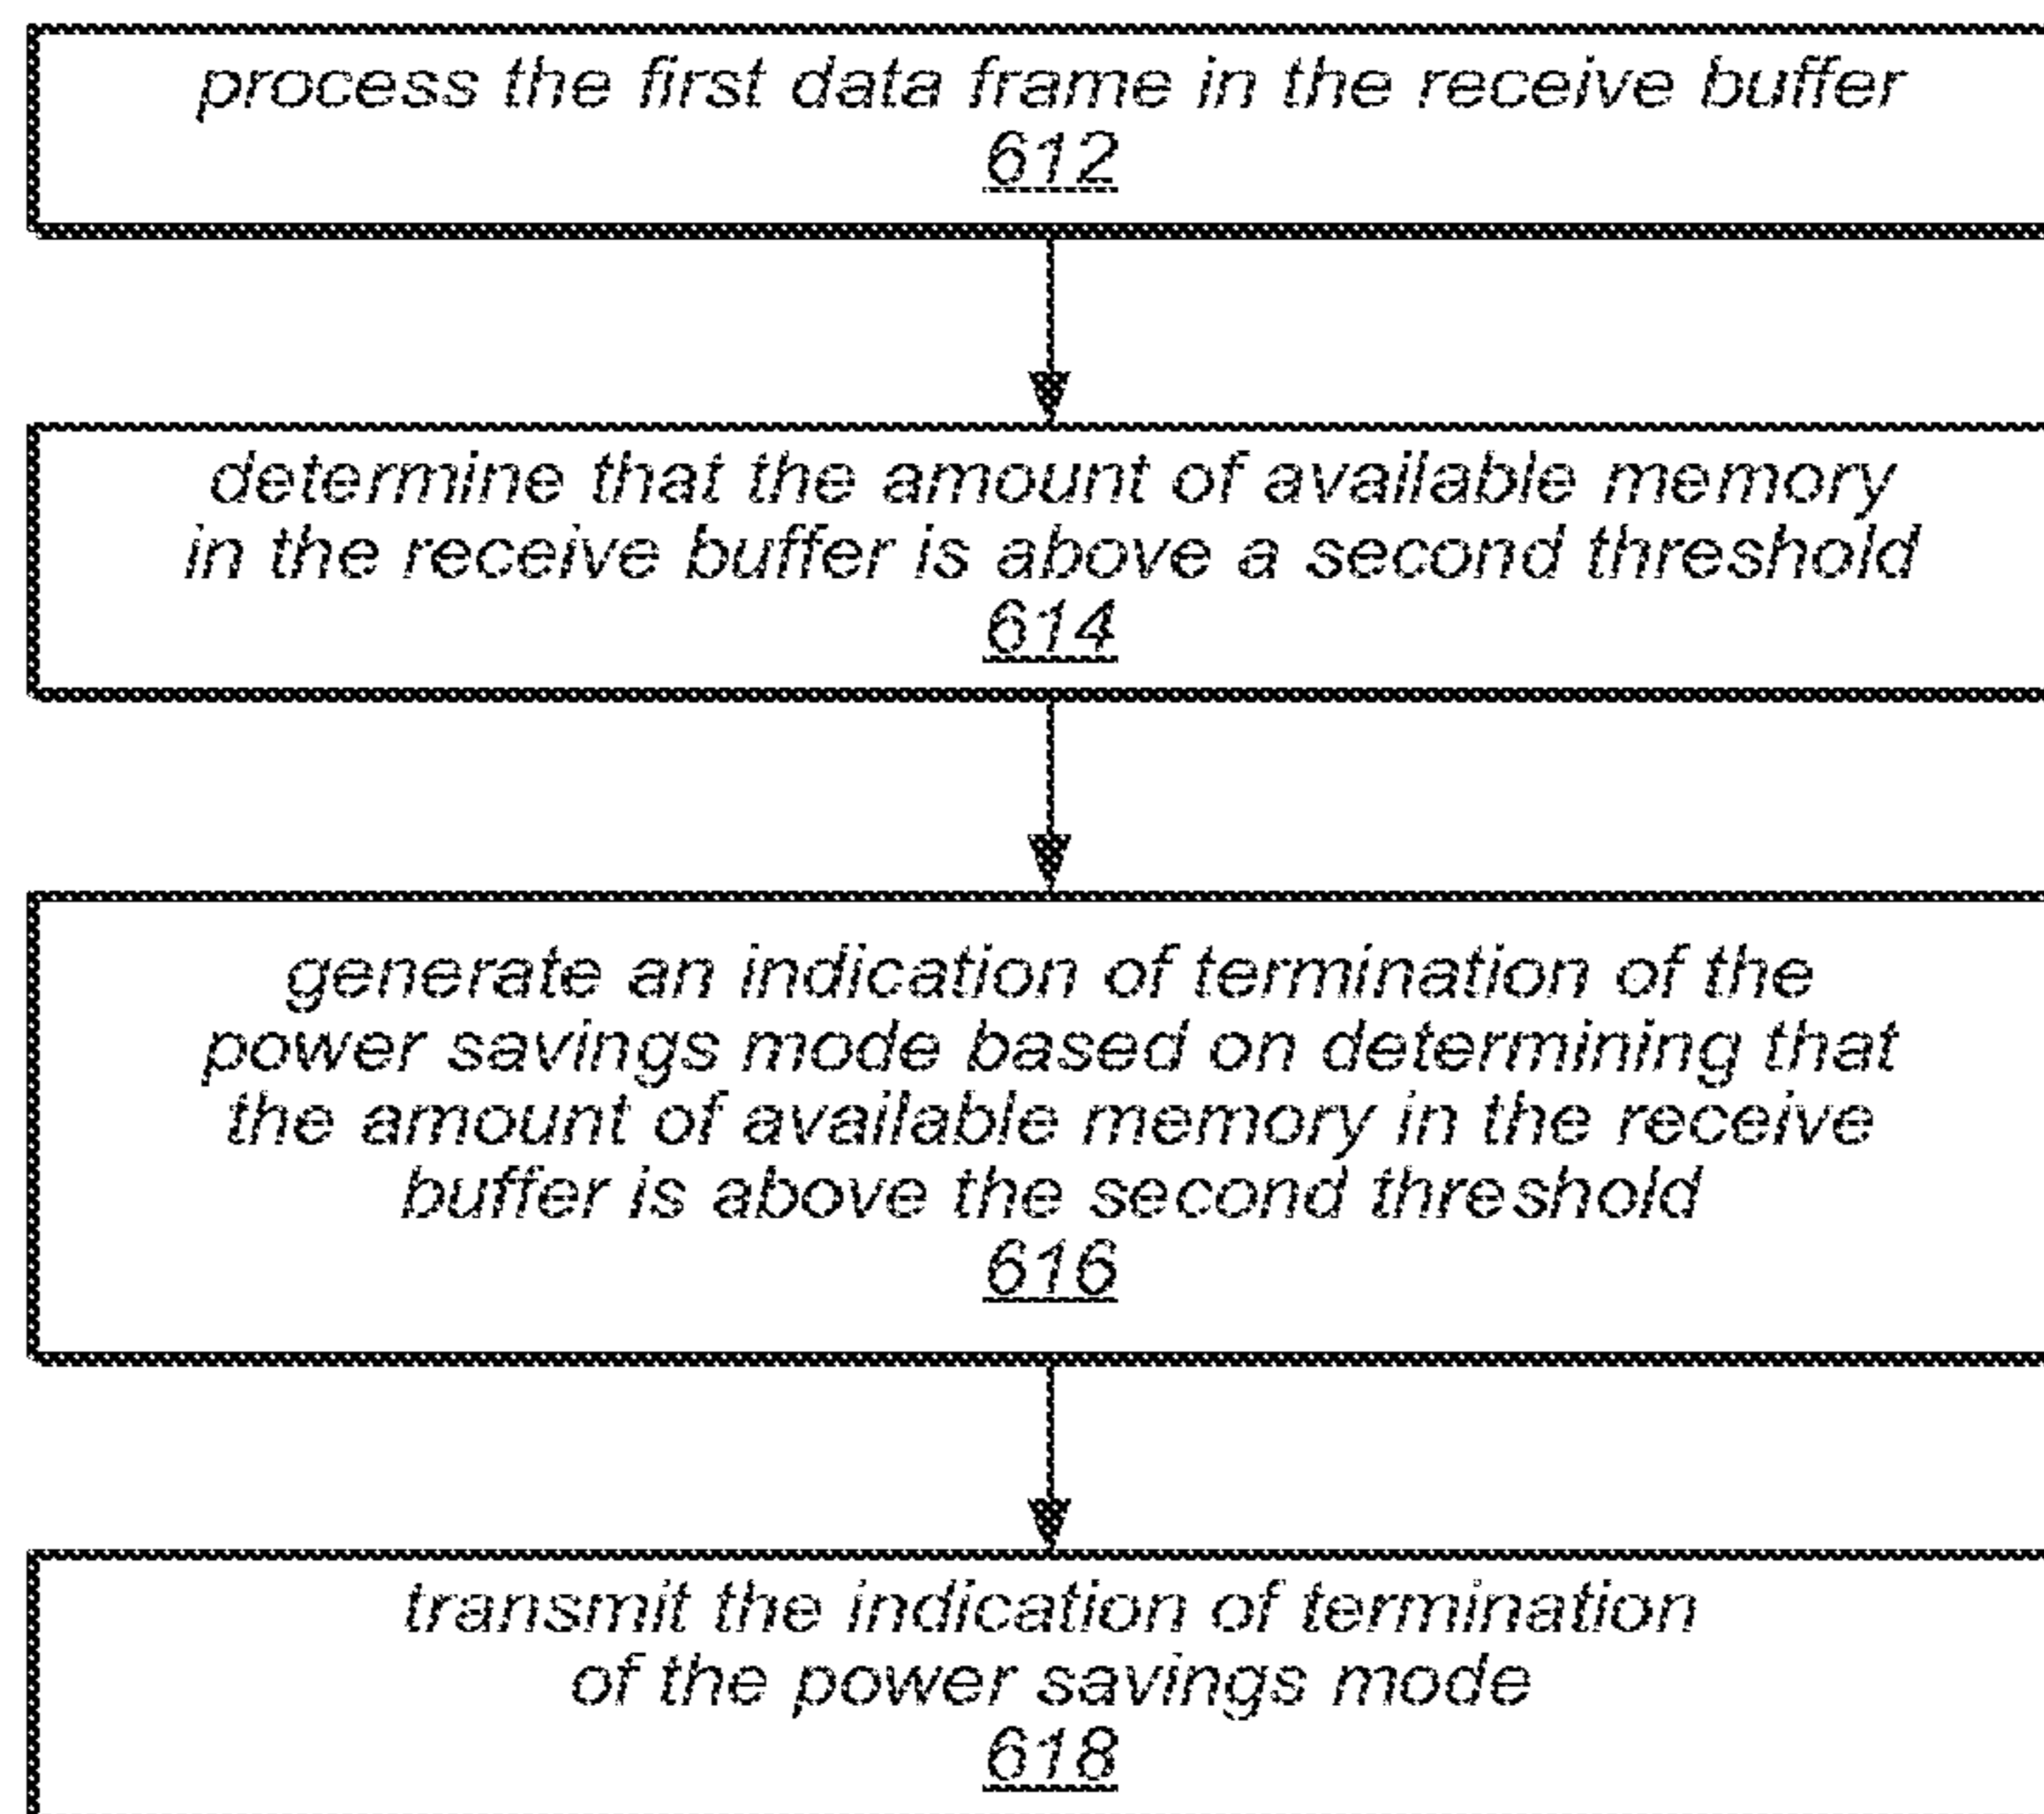 process the first data frame in the receive buffer
612
determine that the amount of available memory
in the receive buffer is above a second threshold
614
generate an indication of termination of the
power savings mode based on determining that
the amount of available memory in the receive
buffer is above the second threshold
616
transmit the indication of termination
of the power savings mode
618